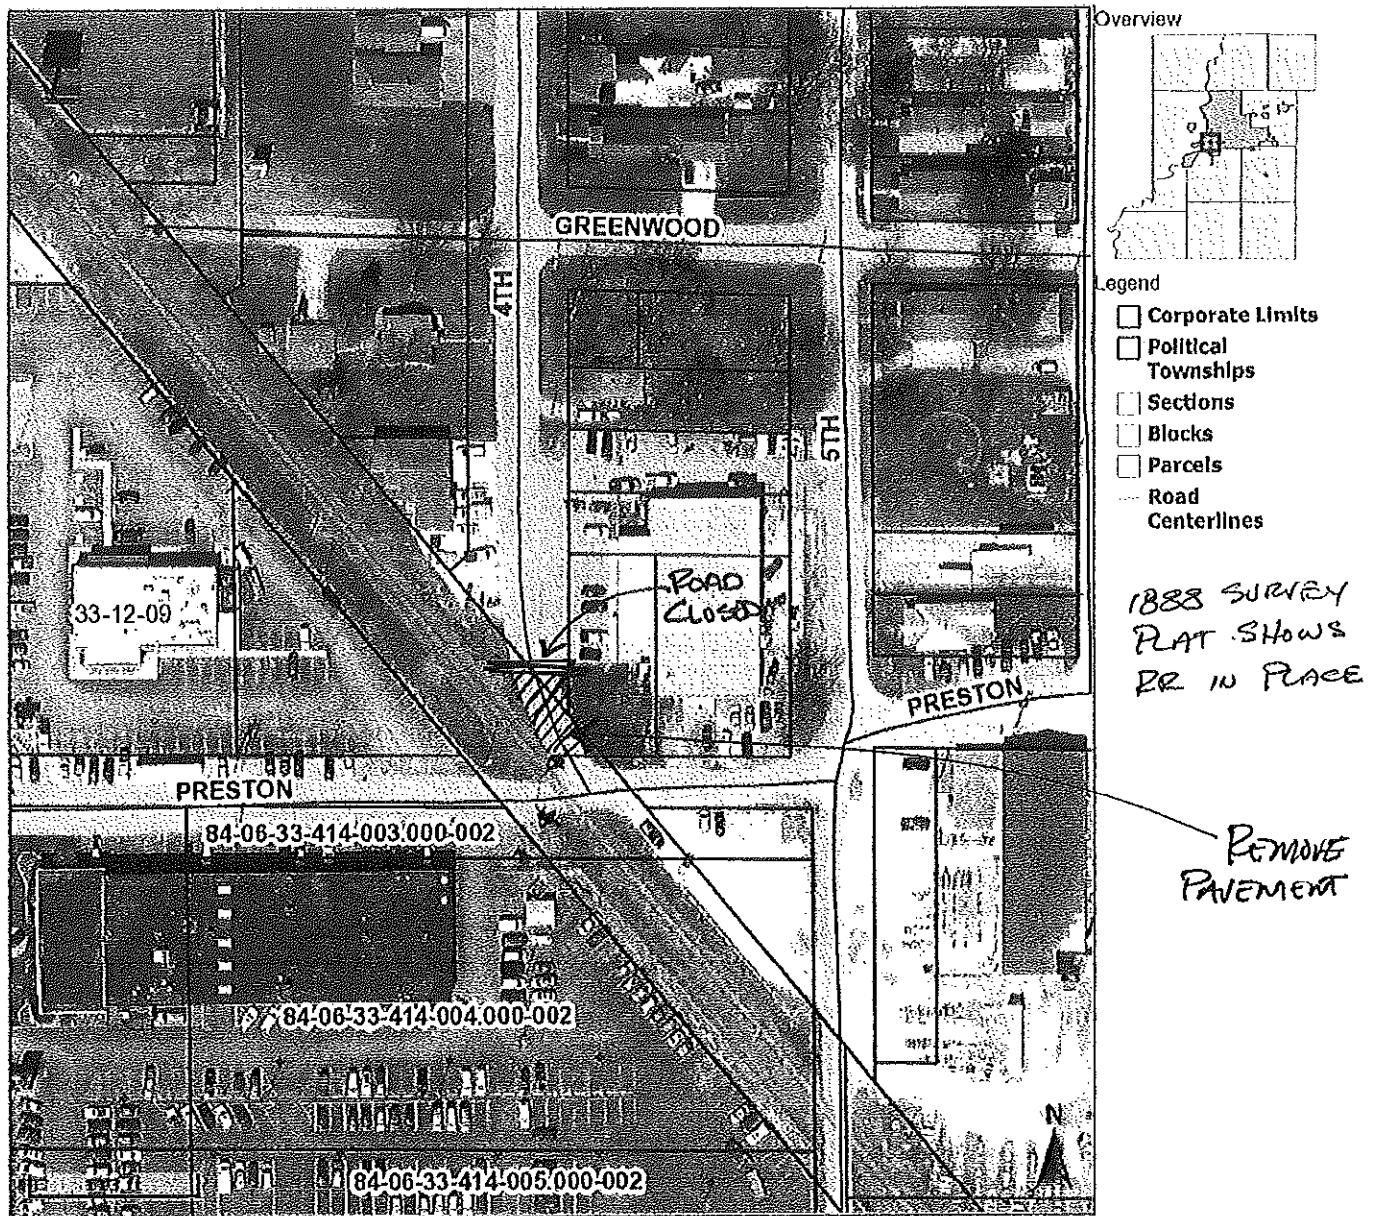 Overview
GREENWOOD
4TH
Legend
Corporate Limits
Political
Townships
Sections
Blocks
Parcels
Road
Centerlines
5TH
ROAD
CLOSED
33-12-09
1888 SURVEY
PLAT SHOWS
RR IN PLACE
PRESTON
PRESTON
84-06-33-414-003.000-002
REMOVE
PAVEMENT
84-06-33-414-004.000-002
N
84-06-33-414-005.000-002